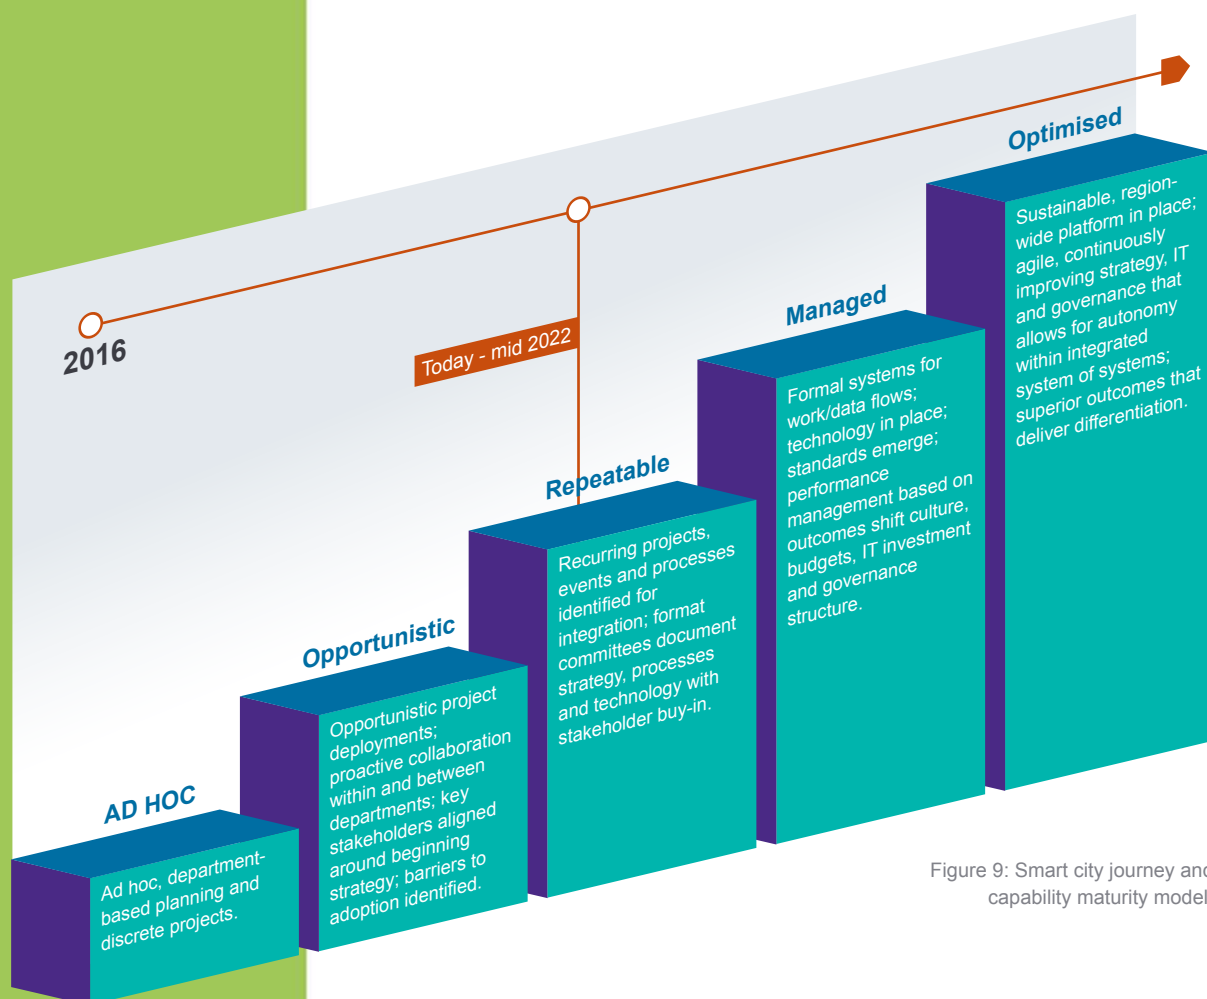 2016
Today - mid 2022
AD HOC
Ad hoc, department-
based planning and
discrete projects.
Opportunistic
Opportunistic project
deployments;
proactive collaboration
within and between
departments; key
stakeholders aligned
around beginning
strategy; barriers to
adoption identified.
Repeatable
Recurring projects,
events and processes
identified for
integration; format
committees document
strategy, processes
and technology with
stakeholder buy-in.
Managed
Formal systems for
work/data flows;
technology in place;
standards emerge;
performance
management based on
outcomes shift culture,
budgets, IT investment
and governance
structure.
Optimised
Sustainable, region-
wide platform in place;
agile, continuously
improving strategy, IT
and governance that
allows for autonomy
within integrated
system of systems;
superior outcomes that
deliver differentiation.
Figure 9: Smart city journey and
capability maturity model